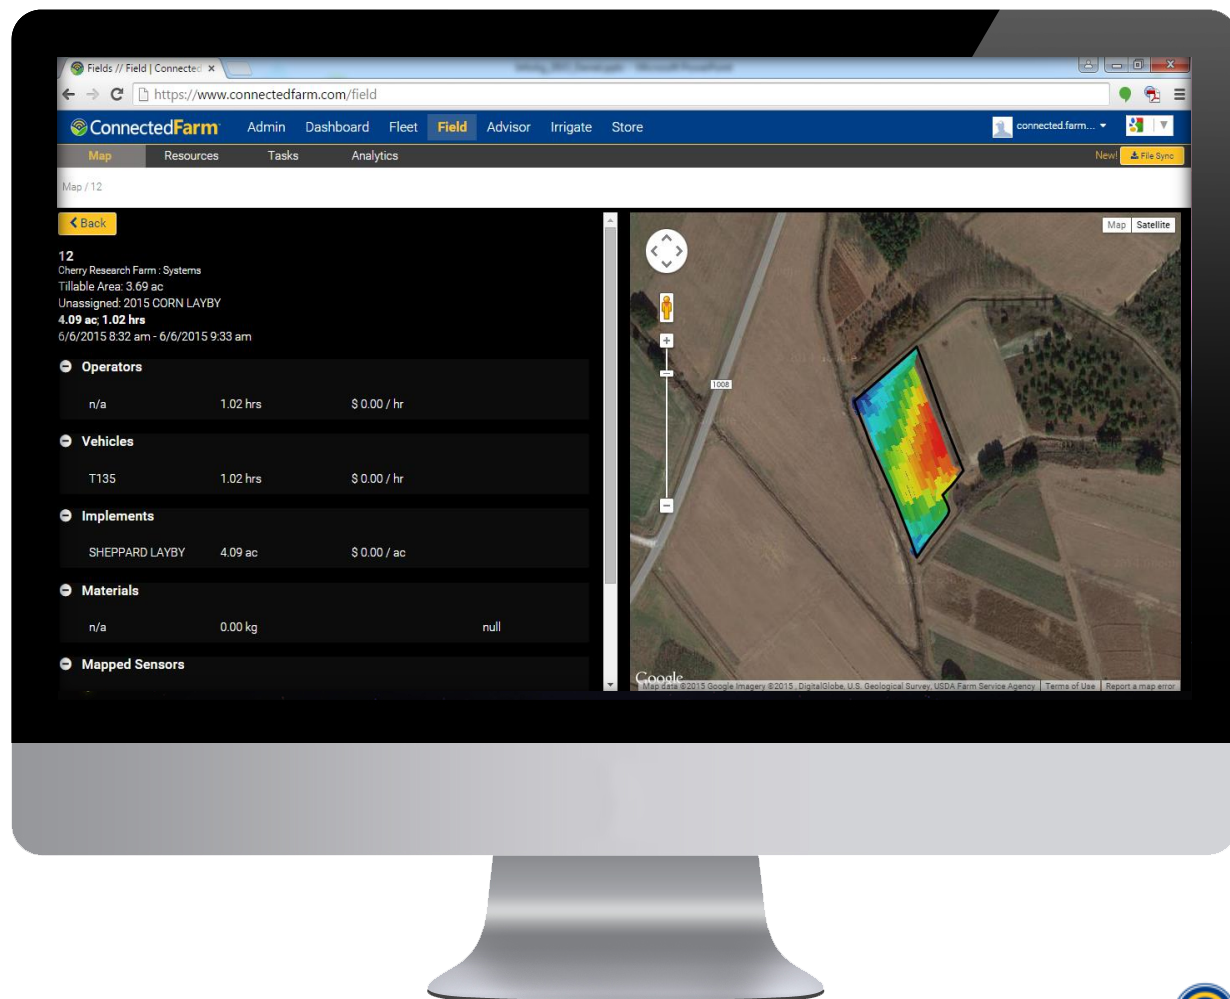 Fields // Field | Connected ×
https://www.connectedfarm.com/field
ConnectedFarm Admin Dashboard Fleet Field Advisor Irrigate Store connected.farm...
Map Resources Tasks Analytics New! File Sync
Map / 12
Back
12
Cherry Research Farm : Systems
Tillable Area: 3.69 ac
Unassigned: 2015 CORN LAYBY
4.09 ac; 1.02 hrs
6/6/2015 8:32 am - 6/6/2015 9:33 am
Operators
n/a 1.02 hrs $ 0.00 / hr
Vehicles
T135 1.02 hrs $ 0.00 / hr
Implements
SHEPPARD LAYBY 4.09 ac $ 0.00 / ac
Materials
n/a 0.00 kg null
Mapped Sensors
Map Satellite
1008
Google
Map data ©2015 Google Imagery ©2015 , DigitalGlobe, U.S. Geological Survey, USDA Farm Service Agency Terms of Use Report a map error